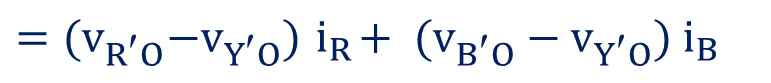 = (v_{R′O}−v_{Y′O}) i_R + (v_{B′O} − v_{Y′O}) i_B